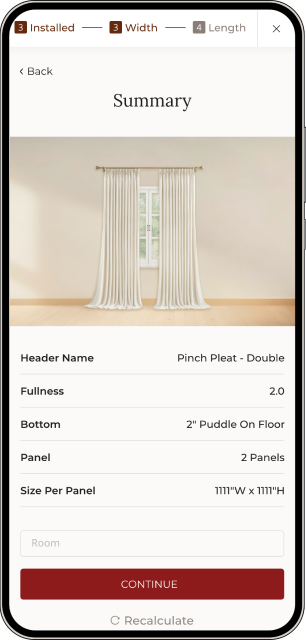 3 Installed 3 Width 4 Length
Back
Summary
Header Name Pinch Pleat - Double
Fullness 2.0
Bottom 2" Puddle On Floor
Panel 2 Panels
Size Per Panel 1111"W x 1111"H
Room
CONTINUE
Recalculate